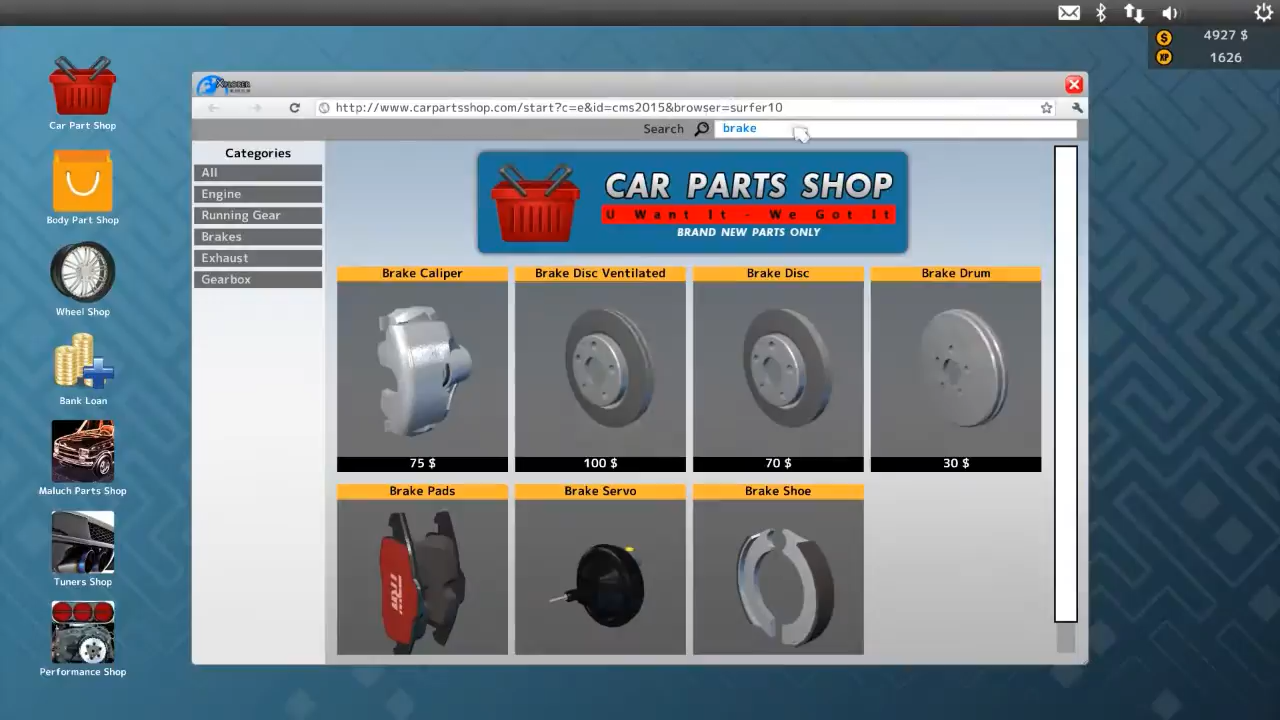 4927 $
1626
Car Part Shop
Body Part Shop
Wheel Shop
Bank Loan
Maluch Parts Shop
Tuners Shop
Performance Shop
http://www.carpartsshop.com/start?c=e&id=cms2015&browser=surfer10
Search brake
Categories
All
Engine
Running Gear
Brakes
Exhaust
Gearbox
CAR PARTS SHOP
U Want It - We Got It
BRAND NEW PARTS ONLY
Brake Caliper
75 $
Brake Disc Ventilated
100 $
Brake Disc
70 $
Brake Drum
30 $
Brake Pads
Brake Servo
Brake Shoe